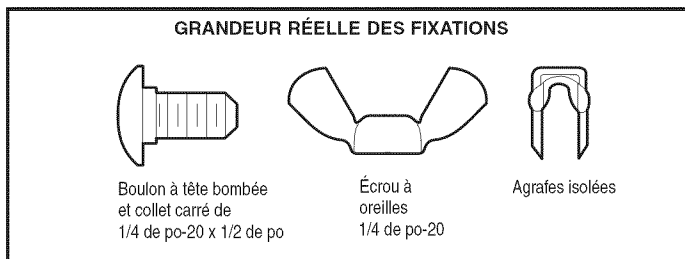 GRANDEUR RÉELLE DES FIXATIONS
Boulon à tête bombée
et collet carré de
1/4 de po-20 x 1/2 de po
Écrou à
oreilles
1/4 de po-20
Agrafes isolées